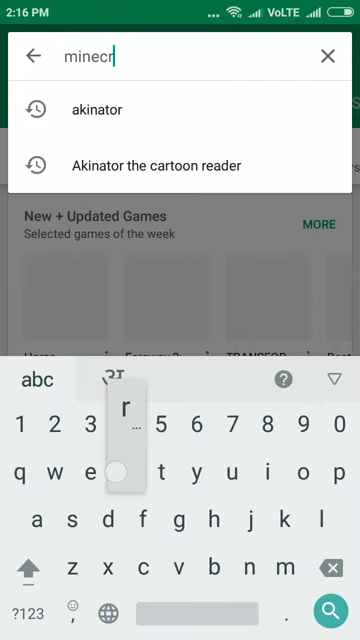 2:16 PM ... VoLTE
minecr
akinator
Akinator the cartoon reader
New + Updated Games
Selected games of the week
MORE
abc अ
1 2 3 5 6 7 8 9 0
r
...
q w e t y u i o p
a s d f g h j k l
z x c v b n m
?123 , .